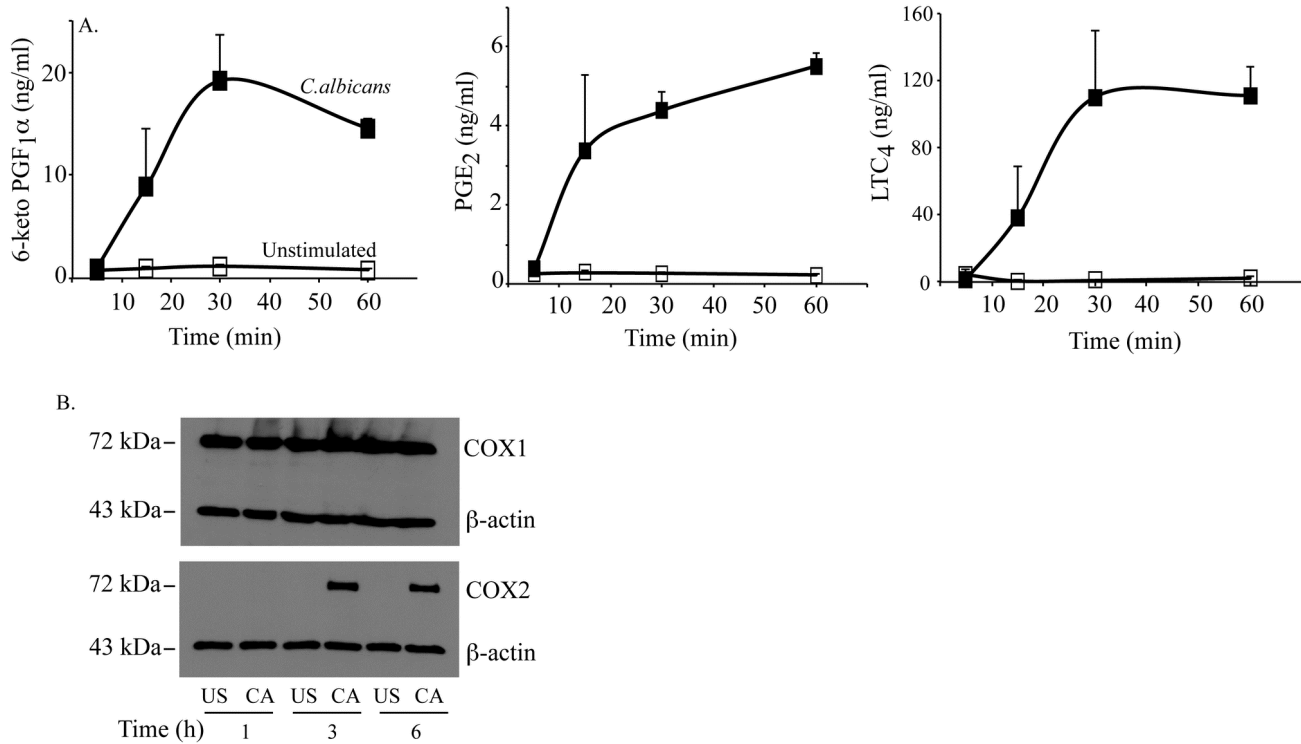 A.
6-keto PGF1α (ng/ml)
20
10
0
C.albicans
Unstimulated
10 20 30 40 50 60
Time (min)
PGE2 (ng/ml)
6
4
2
0
10 20 30 40 50 60
Time (min)
LTC4 (ng/ml)
160
120
80
40
0
10 20 30 40 50 60
Time (min)
B.
72 kDa– COX1
43 kDa– β-actin
72 kDa– COX2
43 kDa– β-actin
US CA US CA US CA
Time (h) 1 3 6